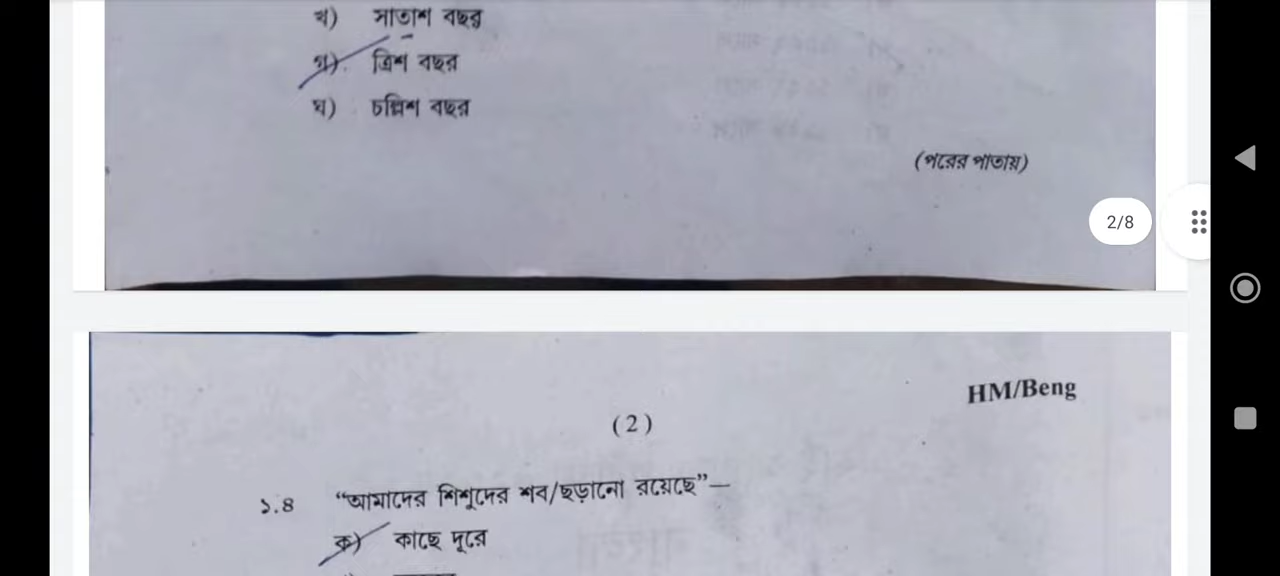 খ) সাতাশ বছর
গ) ত্রিশ বছর
ঘ) চল্লিশ বছর
(পরের পাতায়)
2/8
HM/Beng
(2)
১.৪ “আমাদের শিশুদের শব/ছড়ানো রয়েছে”—
ক) কাছে দূরে